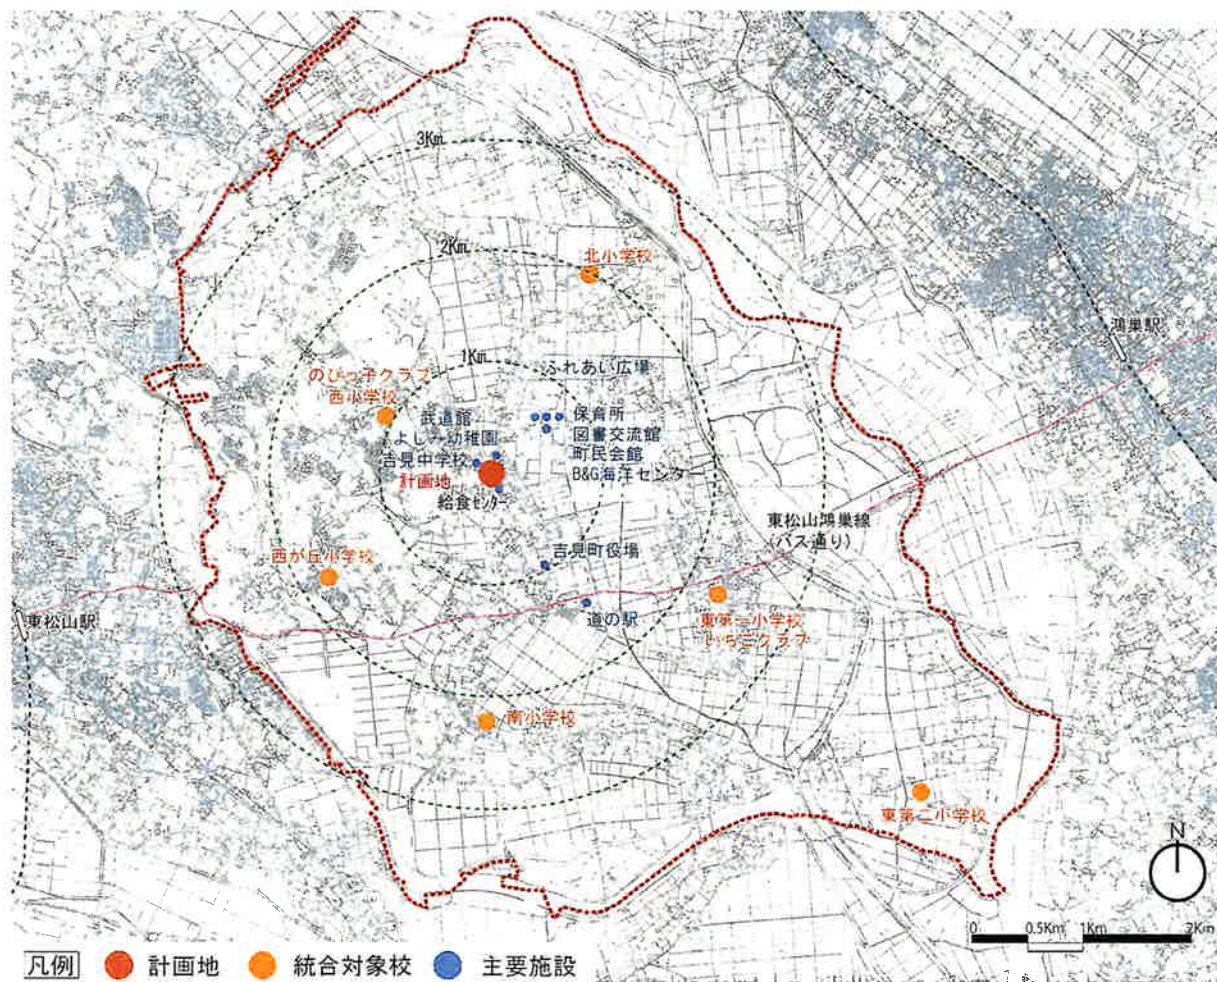 3Km
2Km
北小学校
鴻巣駅
1Km
ふれあい広場
のびっ子クラブ
西小学校
武道館
保育所
よしみ幼稚園
図書交流館
吉見中学校
町民会館
計画地
B&G海洋センター
給食センター
東松山鴻巣線
(バス通り)
吉見町役場
西が丘小学校
東松山駅
道の駅
東第一小学校
いちごクラブ
南小学校
東第二小学校
N
0 0.5Km 1Km 2Km
凡例 計画地 統合対象校 主要施設